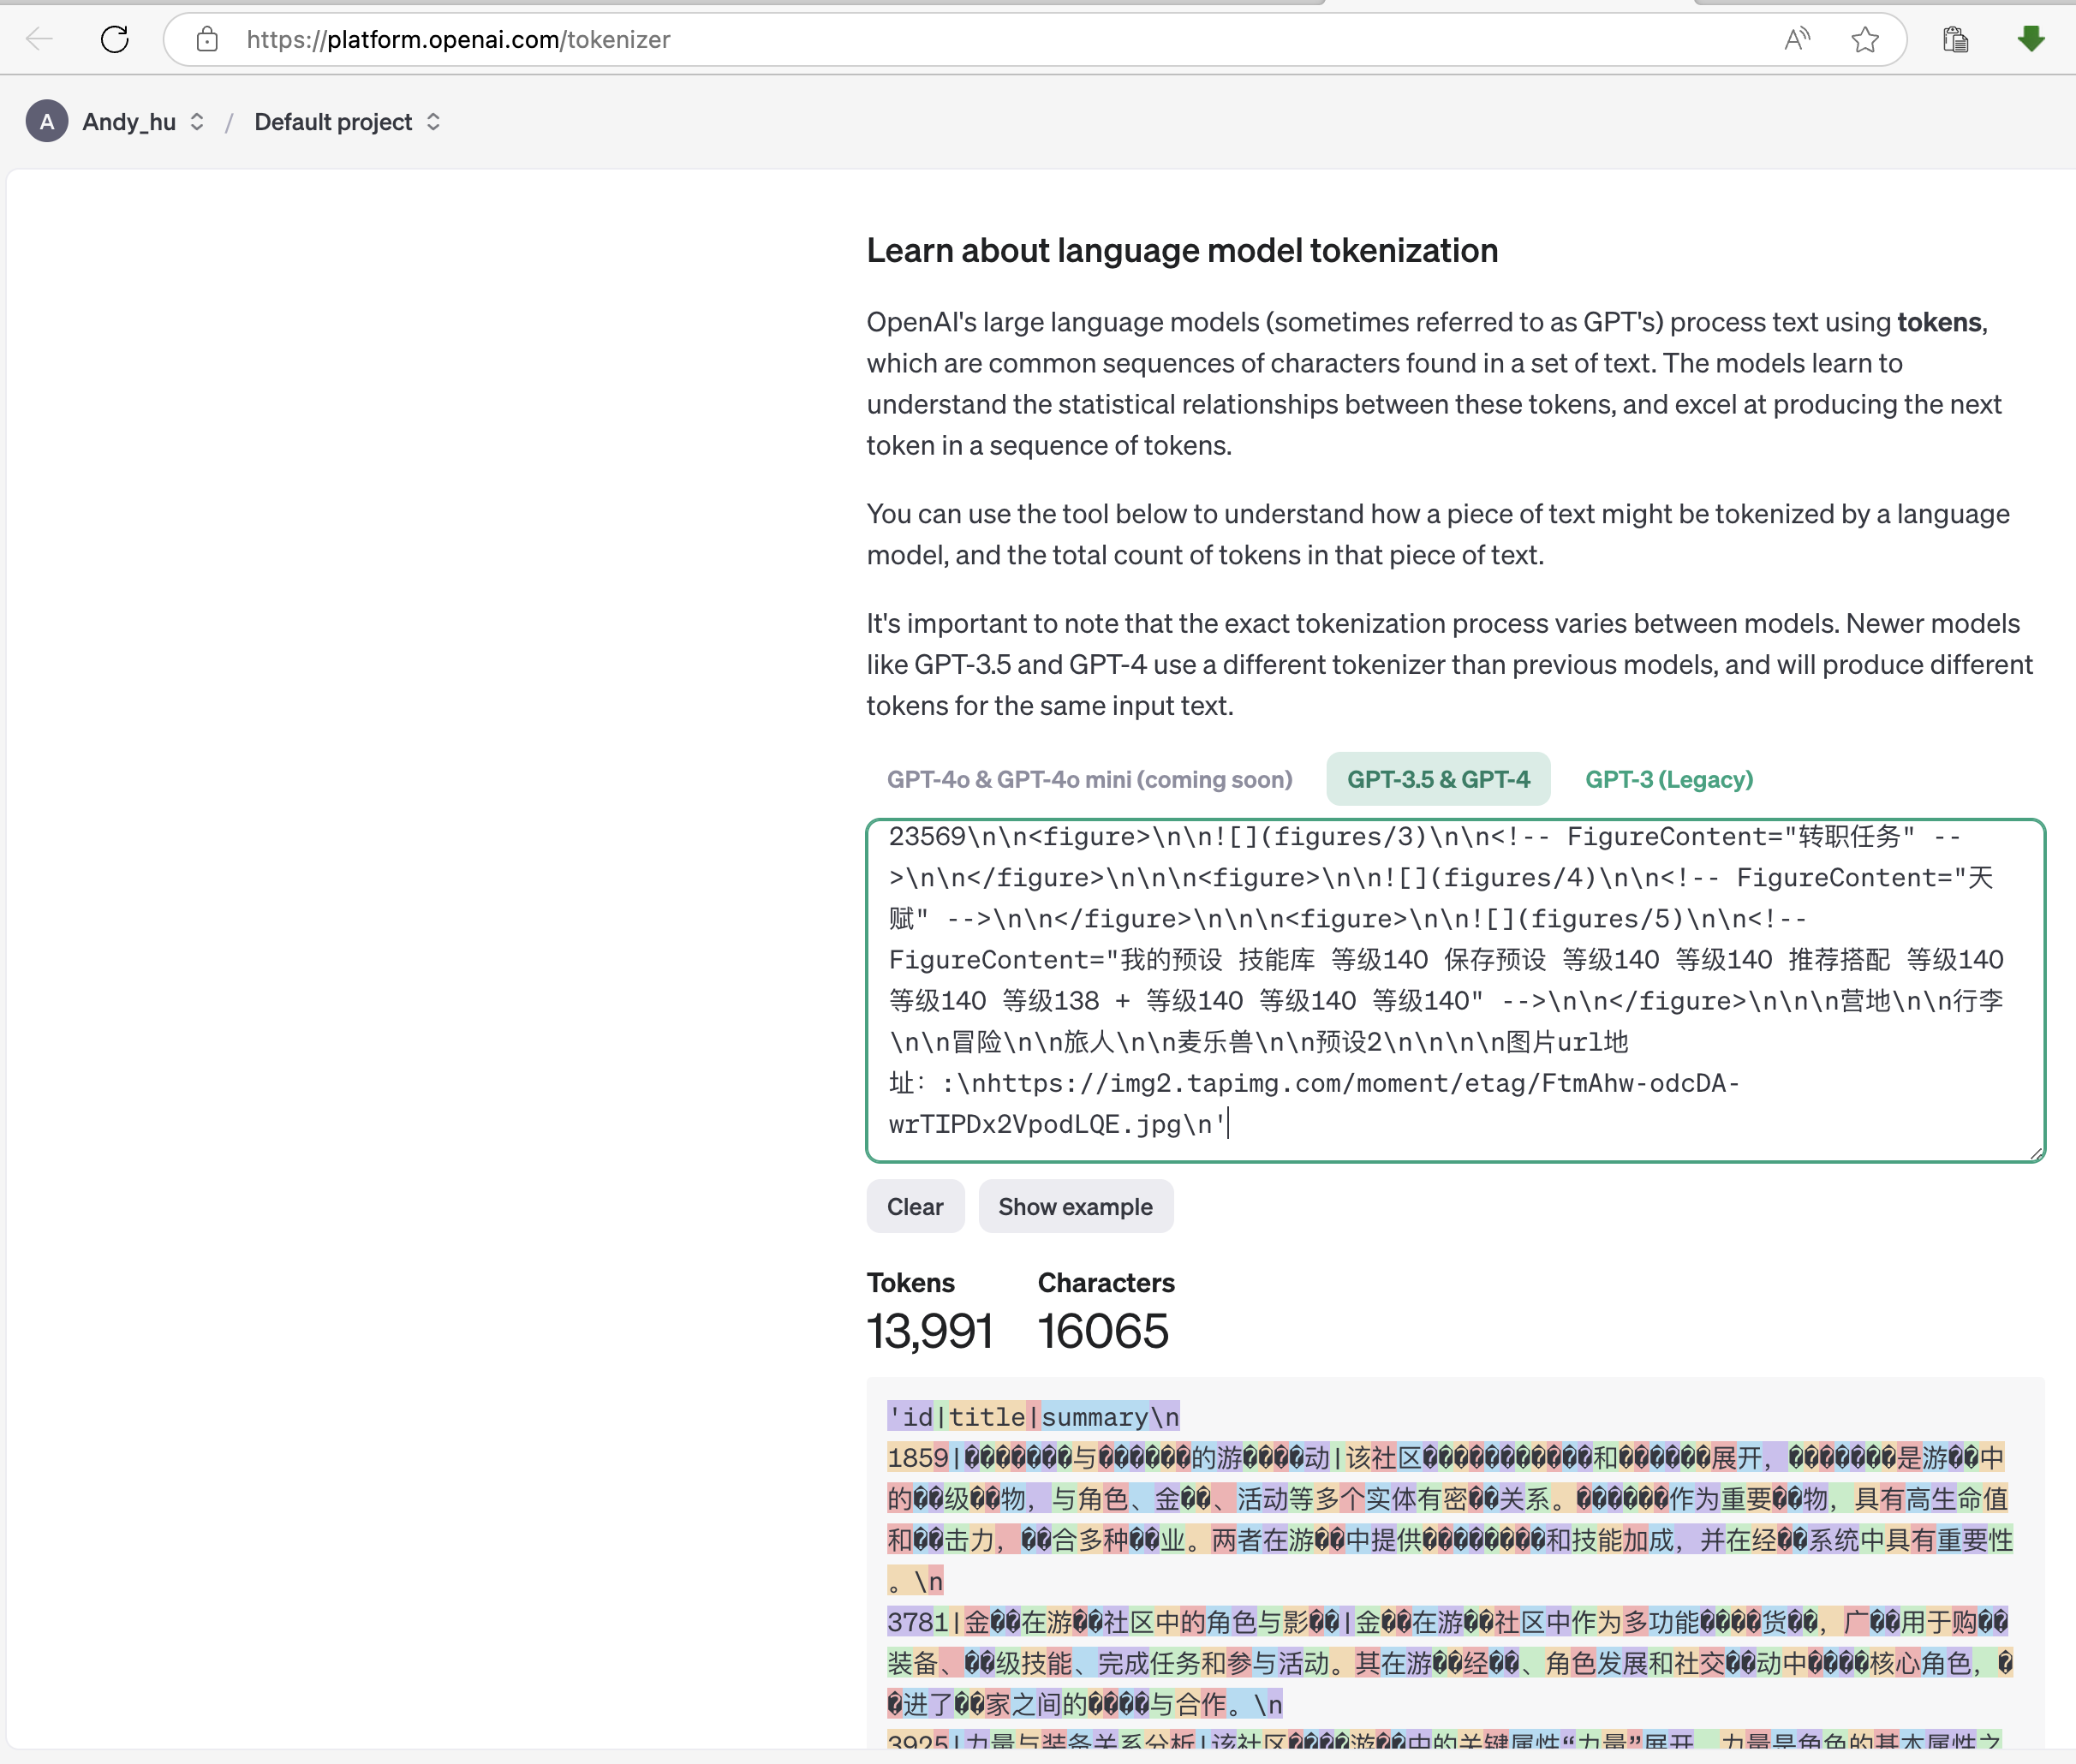 https://platform.openai.com/tokenizer
A Andy_hu / Default project
Learn about language model tokenization
OpenAI's large language models (sometimes referred to as GPT's) process text using tokens,
which are common sequences of characters found in a set of text. The models learn to
understand the statistical relationships between these tokens, and excel at producing the next
token in a sequence of tokens.
You can use the tool below to understand how a piece of text might be tokenized by a language
model, and the total count of tokens in that piece of text.
It's important to note that the exact tokenization process varies between models. Newer models
like GPT-3.5 and GPT-4 use a different tokenizer than previous models, and will produce different
tokens for the same input text.
GPT-4o & GPT-4o mini (coming soon) GPT-3.5 & GPT-4 GPT-3 (Legacy)
23569\n\n<figure>\n\n![](figures/3)\n\n<!-- FigureContent="转职任务" --
>\n\n</figure>\n\n\n<figure>\n\n![](figures/4)\n\n<!-- FigureContent="天
赋" -->\n\n</figure>\n\n\n<figure>\n\n![](figures/5)\n\n<!--
FigureContent="我的预设 技能库 等级140 保存预设 等级140 等级140 推荐搭配 等级140
等级140 等级138 + 等级140 等级140 等级140" -->\n\n</figure>\n\n\n营地\n\n行李
\n\n冒险\n\n旅人\n\n麦乐兽\n\n预设2\n\n\n\n图片url地
址: :\nhttps://img2.tapimg.com/moment/etag/FtmAhw-odcDA-
wrTIPDx2VpodLQE.jpg\n'
Clear Show example
Tokens Characters
13,991 16065
'id|title|summary\n
1859|�������与������的游����动|该社区�����������和������展开，�������是游��中
的��级��物，与角色、金��、活动等多个实体有密��关系。������作为重要��物，具有高生命值
和��击力，��合多种��业。两者在游��中提供��������和技能加成，并在经��系统中具有重要性
。\n
3781|金��在游��社区中的角色与影��|金��在游��社区中作为多功能����货��，广��用于购��
装备、��级技能、完成任务和参与活动。其在游��经��、角色发展和社交��动中����核心角色，�
�进了��家之间的����与合作。\n
3925|力量与装备关系分析|该社区����游��中的关键属性“力量”展开，力量是角色的基本属性之